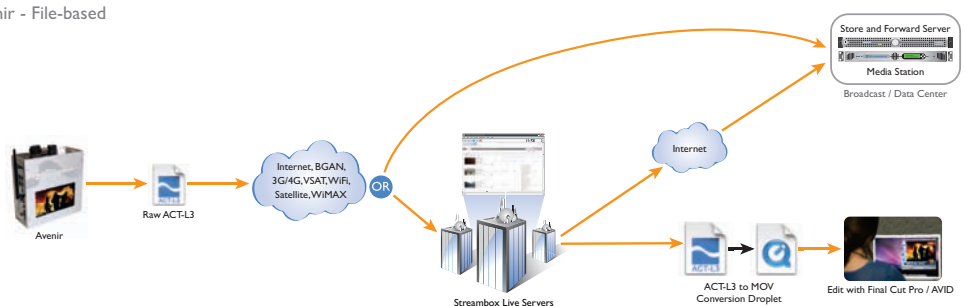 nir - File-based
Store and Forward Server
Media Station
Broadcast / Data Center
Internet, BGAN,
3G/4G, VSAT, WiFi,
Satellite, WiMAX
OR
Internet
ACT-L3
Raw ACT-L3
Avenir
Streambox Live Servers
ACT-L3
ACT-L3 to MOV
Conversion Droplet
Edit with Final Cut Pro / AVID